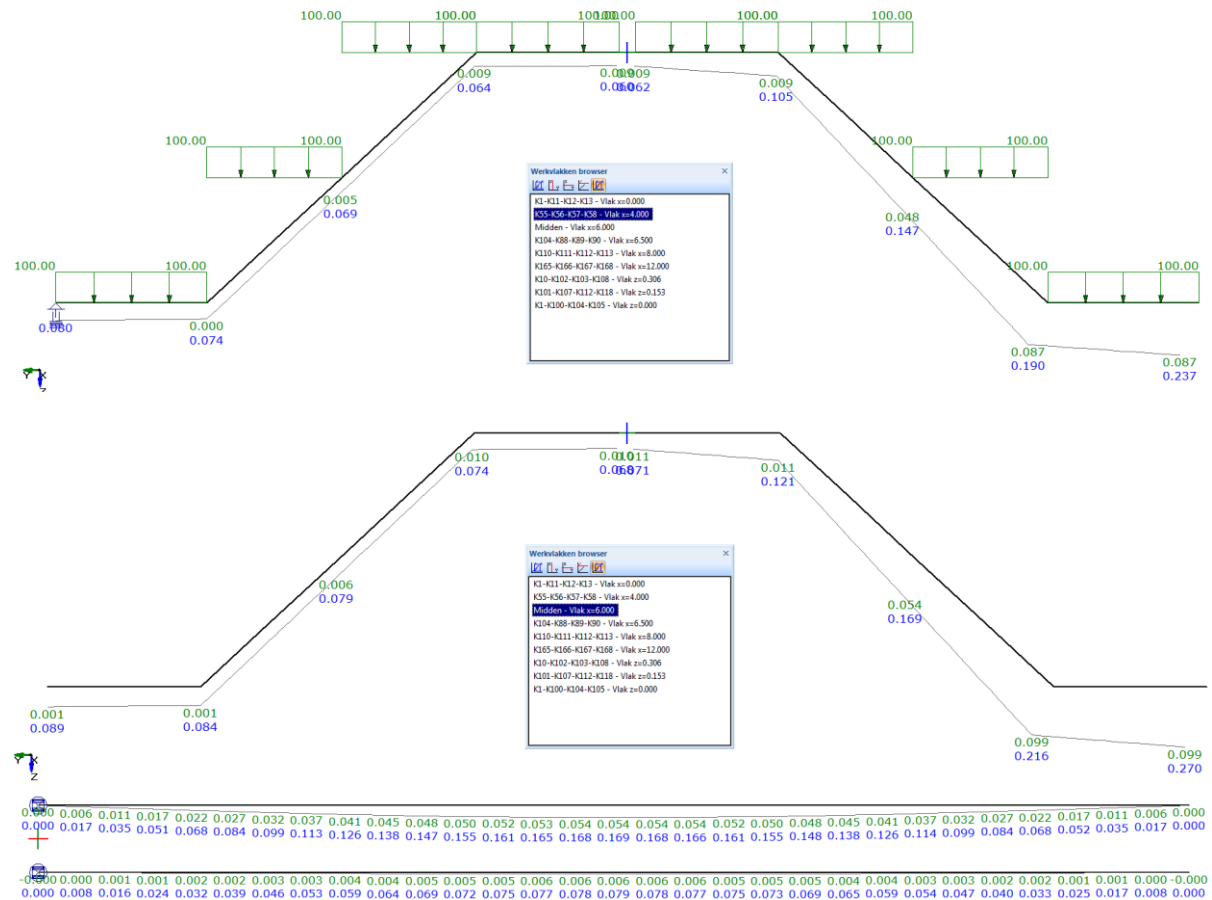 100.00 100.00 100.00 100.00 100.00
0.009 0.009 0.009
0.064 0.062 0.105
100.00 100.00 100.00 100.00
0.005 0.048
0.069 0.147
100.00 100.00 100.00 100.00
0.080
0.000 0.087 0.087
0.074 0.190 0.237
Werkvlakken browser
K1-K11-K12-K13 - Vlak x=0.000
K55-K56-K57-K58 - Vlak x=4.000
Midden - Vlak x=6.000
K104-K88-K89-K90 - Vlak x=6.500
K110-K111-K112-K113 - Vlak x=8.000
K165-K166-K167-K168 - Vlak x=12.000
K10-K102-K103-K108 - Vlak z=0.306
K101-K107-K112-K118 - Vlak z=0.153
K1-K100-K104-K105 - Vlak z=0.000
Y X
Z
0.010 0.010 0.011 0.011
0.074 0.071 0.121
0.006 0.054
0.079 0.169
0.001 0.001 0.099 0.099
0.089 0.084 0.216 0.270
Werkvlakken browser
K1-K11-K12-K13 - Vlak x=0.000
K55-K56-K57-K58 - Vlak x=4.000
Midden - Vlak x=6.000
K104-K88-K89-K90 - Vlak x=6.500
K110-K111-K112-K113 - Vlak x=8.000
K165-K166-K167-K168 - Vlak x=12.000
K10-K102-K103-K108 - Vlak z=0.306
K101-K107-K112-K118 - Vlak z=0.153
K1-K100-K104-K105 - Vlak z=0.000
Y X
Z
0.000 0.006 0.011 0.017 0.022 0.027 0.032 0.037 0.041 0.045 0.048 0.050 0.052 0.053 0.054 0.054 0.054 0.054 0.052 0.050 0.048 0.045 0.041 0.037 0.032 0.027 0.022 0.017 0.011 0.006 0.000
0.000 0.017 0.035 0.051 0.068 0.084 0.099 0.113 0.126 0.138 0.147 0.155 0.161 0.165 0.168 0.169 0.168 0.166 0.161 0.155 0.148 0.138 0.126 0.114 0.099 0.084 0.068 0.052 0.035 0.017 0.000
-0.000 0.000 0.001 0.001 0.002 0.002 0.003 0.003 0.004 0.004 0.005 0.005 0.005 0.006 0.006 0.006 0.006 0.006 0.005 0.005 0.005 0.004 0.004 0.003 0.003 0.002 0.002 0.001 0.001 0.000 -0.000
0.000 0.008 0.016 0.024 0.032 0.039 0.046 0.053 0.059 0.064 0.069 0.072 0.075 0.077 0.078 0.079 0.078 0.077 0.075 0.073 0.069 0.065 0.059 0.054 0.047 0.040 0.033 0.025 0.017 0.008 0.000